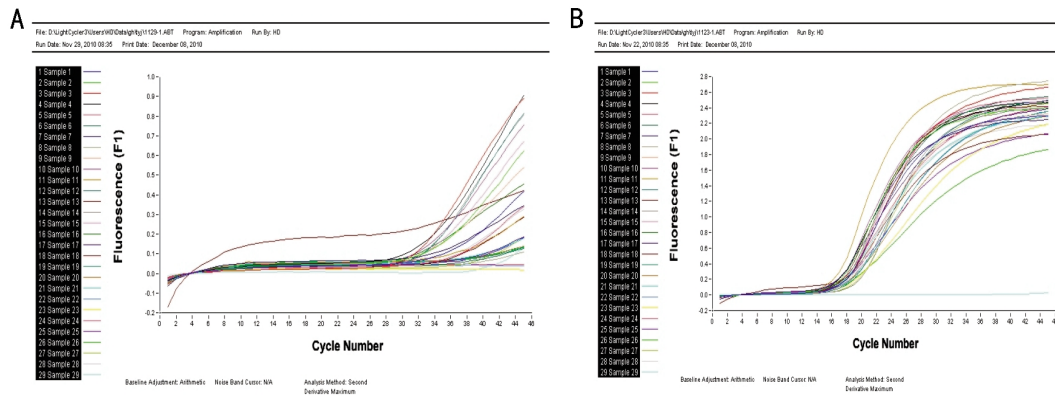 A
File: D:\LightCycler3\Users\HD\Data\ghityj\1129-1.ABT Program: Amplification Run By: HD
Run Date: Nov 29, 2010 08:35 Print Date: December 08, 2010
1 Sample 1
2 Sample 2
3 Sample 3
4 Sample 4
5 Sample 5
6 Sample 6
7 Sample 7
8 Sample 8
9 Sample 9
10 Sample 10
11 Sample 11
12 Sample 12
13 Sample 13
14 Sample 14
15 Sample 15
16 Sample 16
17 Sample 17
18 Sample 18
19 Sample 19
20 Sample 20
21 Sample 21
22 Sample 22
23 Sample 23
24 Sample 24
25 Sample 25
26 Sample 26
27 Sample 27
28 Sample 28
29 Sample 29
Fluorescence (F1)
1.0
0.9
0.8
0.7
0.6
0.5
0.4
0.3
0.2
0.1
0.0
-0.1
-0.2
0 2 4 6 8 10 12 14 16 18 20 22 24 26 28 30 32 34 36 38 40 42 44 46 48
Cycle Number
Baseline Adjustment: Arithmetic Noise Band Cursor: N/A Analysis Method: Second
Derivative Maximum
B
File: D:\LightCycler3\Users\HD\Data\ghityj\1123-1.ABT Program: Amplification Run By: HD
Run Date: Nov 22, 2010 08:35 Print Date: December 08, 2010
1 Sample 1
2 Sample 2
3 Sample 3
4 Sample 4
5 Sample 5
6 Sample 6
7 Sample 7
8 Sample 8
9 Sample 9
10 Sample 10
11 Sample 11
12 Sample 12
13 Sample 13
14 Sample 14
15 Sample 15
16 Sample 16
17 Sample 17
18 Sample 18
19 Sample 19
20 Sample 20
21 Sample 21
22 Sample 22
23 Sample 23
24 Sample 24
25 Sample 25
26 Sample 26
27 Sample 27
28 Sample 28
29 Sample 29
Fluorescence (F1)
2.8
2.6
2.4
2.2
2.0
1.8
1.6
1.4
1.2
1.0
0.8
0.6
0.4
0.2
0.0
-0.2
0 2 4 6 8 10 12 14 16 18 20 22 24 26 28 30 32 34 36 38 40 42 44
Cycle Number
Baseline Adjustment: Arithmetic Noise Band Cursor: N/A Analysis Method: Second
Derivative Maximum